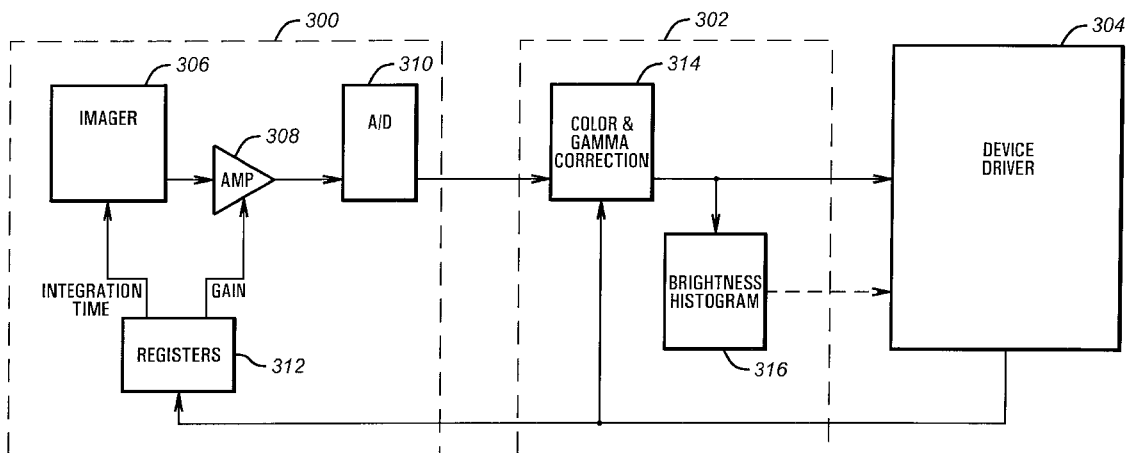 300
302
304
306
310
314
IMAGER
A/D
308
COLOR &
GAMMA
CORRECTION
DEVICE
DRIVER
AMP
INTEGRATION
TIME
GAIN
BRIGHTNESS
HISTOGRAM
REGISTERS
312
316